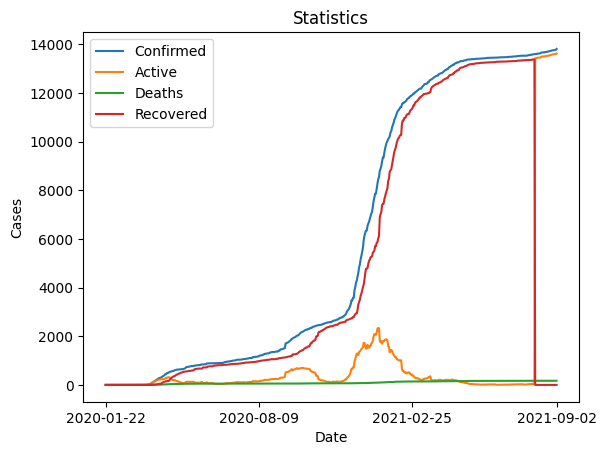 Statistics
Confirmed
Active
Deaths
Recovered
14000
12000
10000
8000
6000
4000
2000
0
Cases
2020-01-22
2020-08-09
2021-02-25
2021-09-02
Date